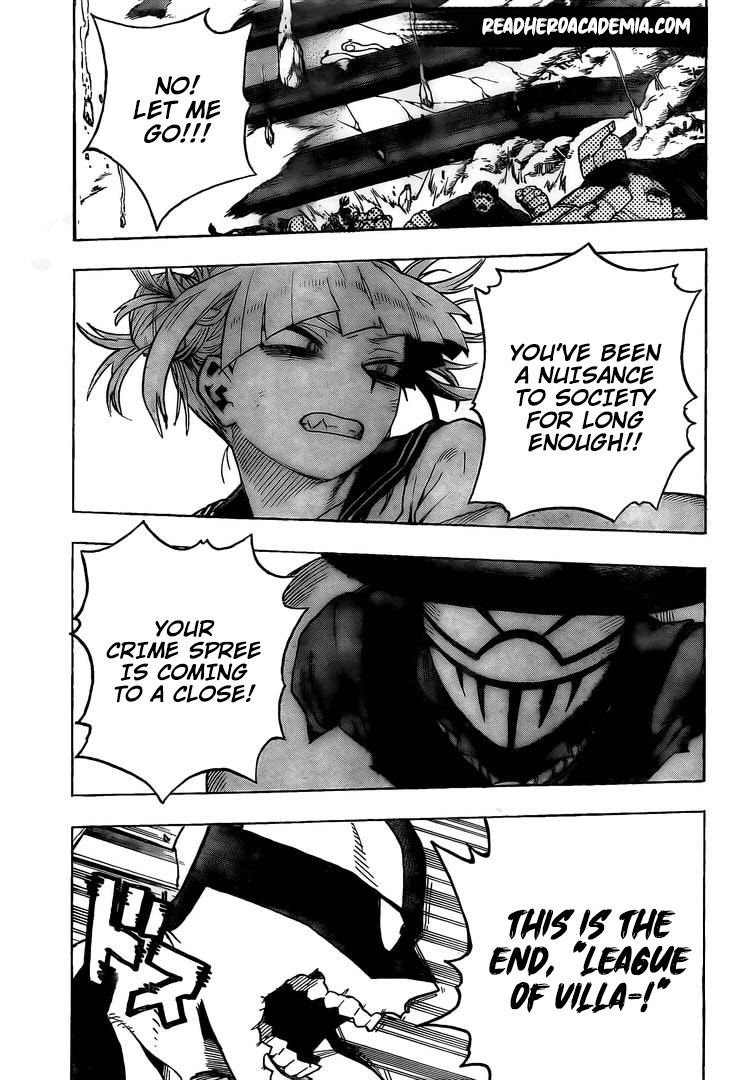 READHEROACADEMIA.COM
NO!
LET ME
GO!!!
YOU'VE BEEN
A NUISANCE
TO SOCIETY
FOR LONG
ENOUGH!!
YOUR
CRIME SPREE
IS COMING
TO A CLOSE!
THIS IS THE
END, "LEAGUE
OF VILLA-!"